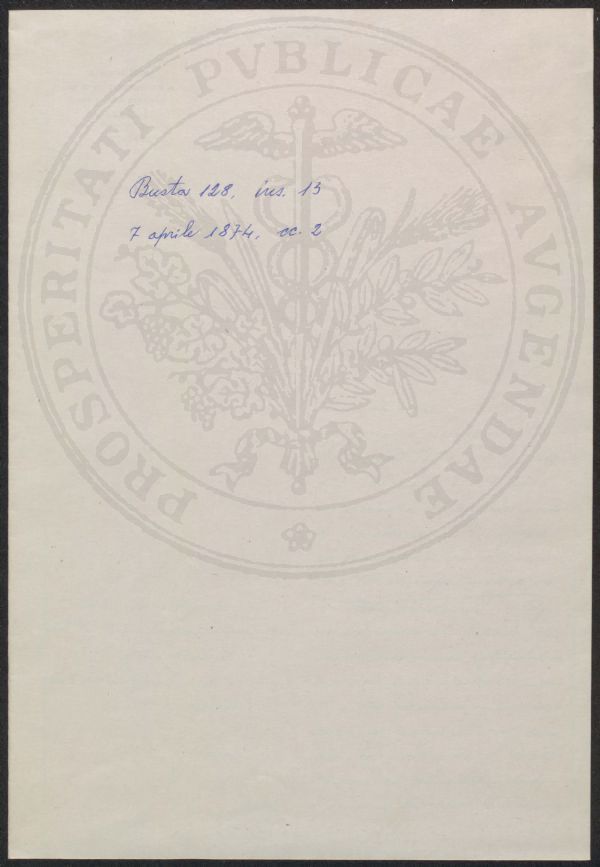 PROSPERITATI PVBLICAE AVGENDAE
Busta 128, ins. 13
7 aprile 1874, cc. 2